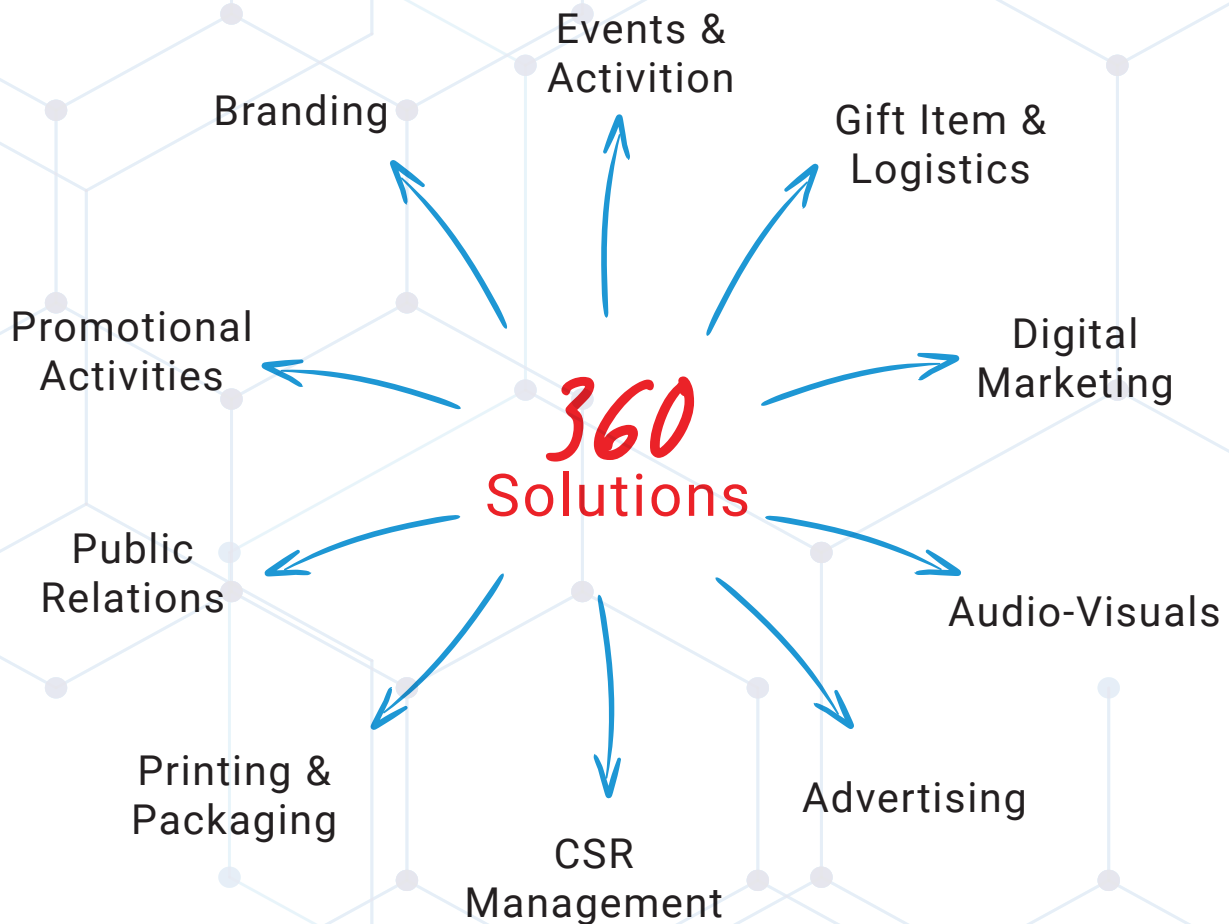 Events &
Activition
Branding
Gift Item &
Logistics
Promotional
Activities
Digital
Marketing
360
Solutions
Public
Relations
Audio-Visuals
Printing &
Packaging
Advertising
CSR
Management